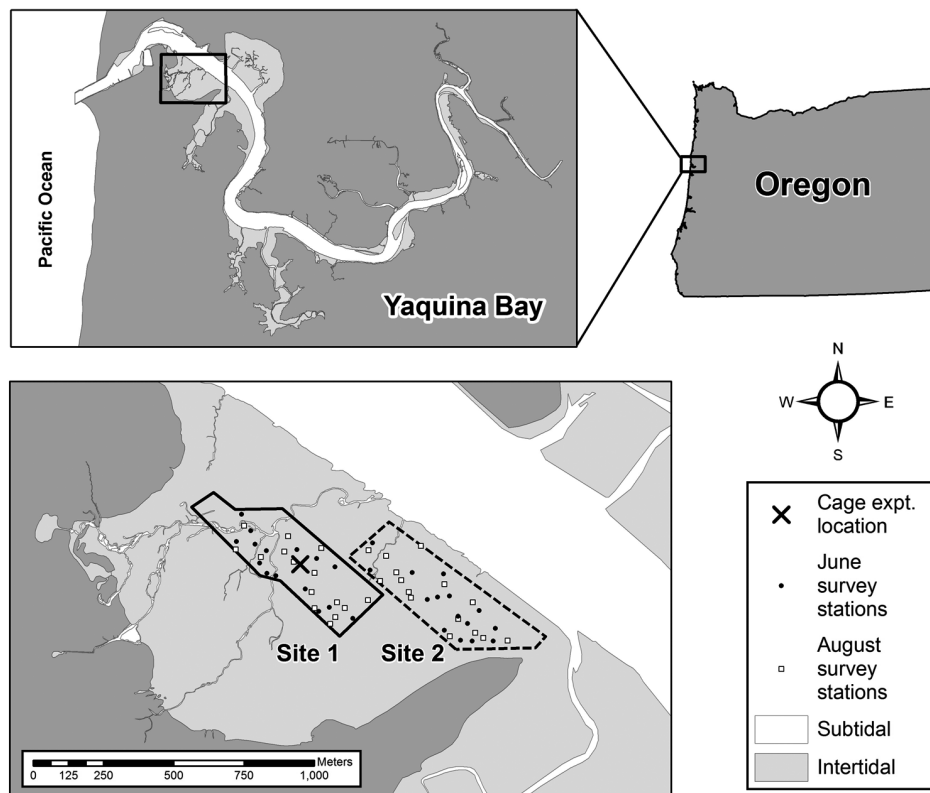 Pacific Ocean
Yaquina Bay
Oregon
N
W
E
S
Site 1
Site 2
0 125 250 500 750 1,000
Meters
Cage expt.
location
June
survey
stations
August
survey
stations
Subtidal
Intertidal